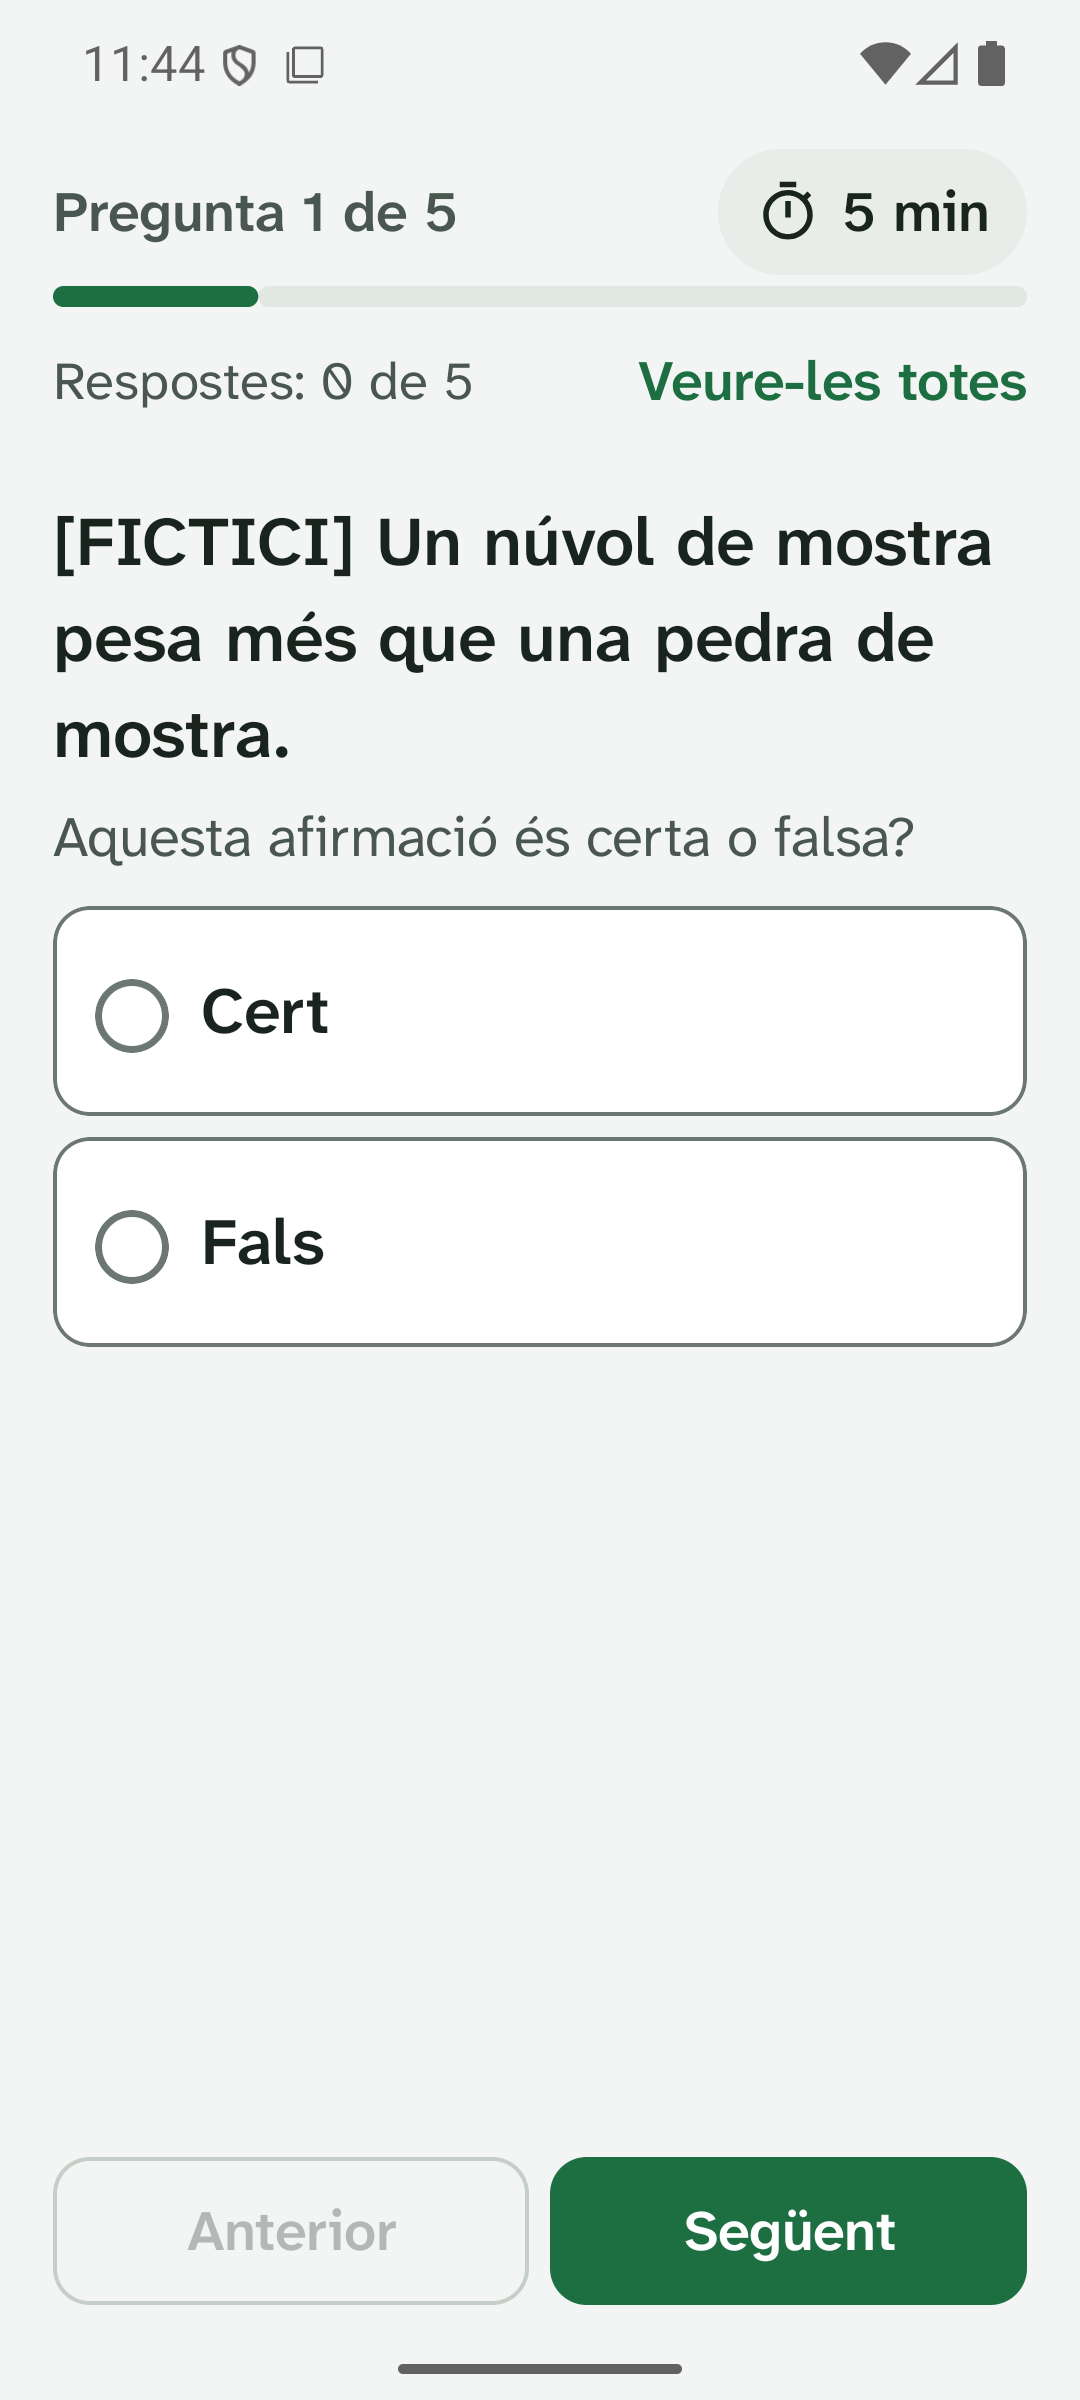 11:44
Pregunta 1 de 5
5 min
Respostes: 0 de 5
Veure-les totes
[FICTICI] Un núvol de mostra
pesa més que una pedra de
mostra.
Aquesta afirmació és certa o falsa?
Cert
Fals
Anterior
Següent